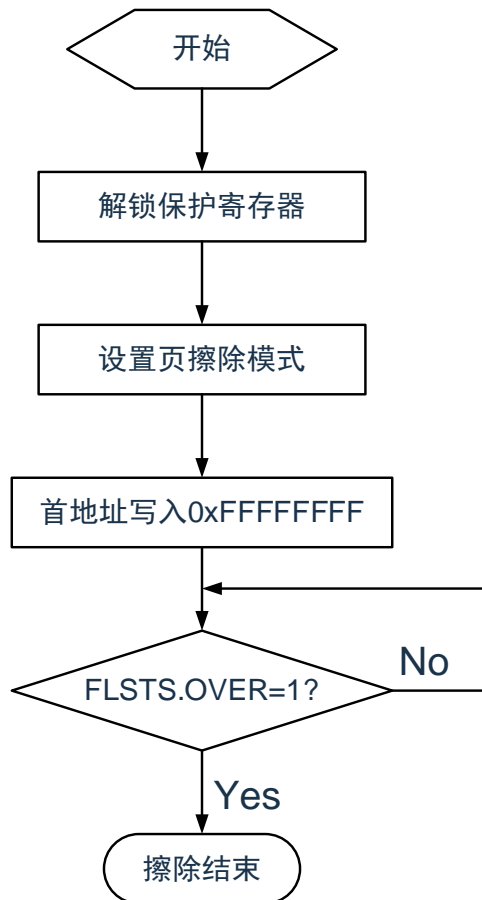 开始
解锁保护寄存器
设置页擦除模式
首地址写入0xFFFFFFFF
FLSTS.OVER=1?
No
Yes
擦除结束